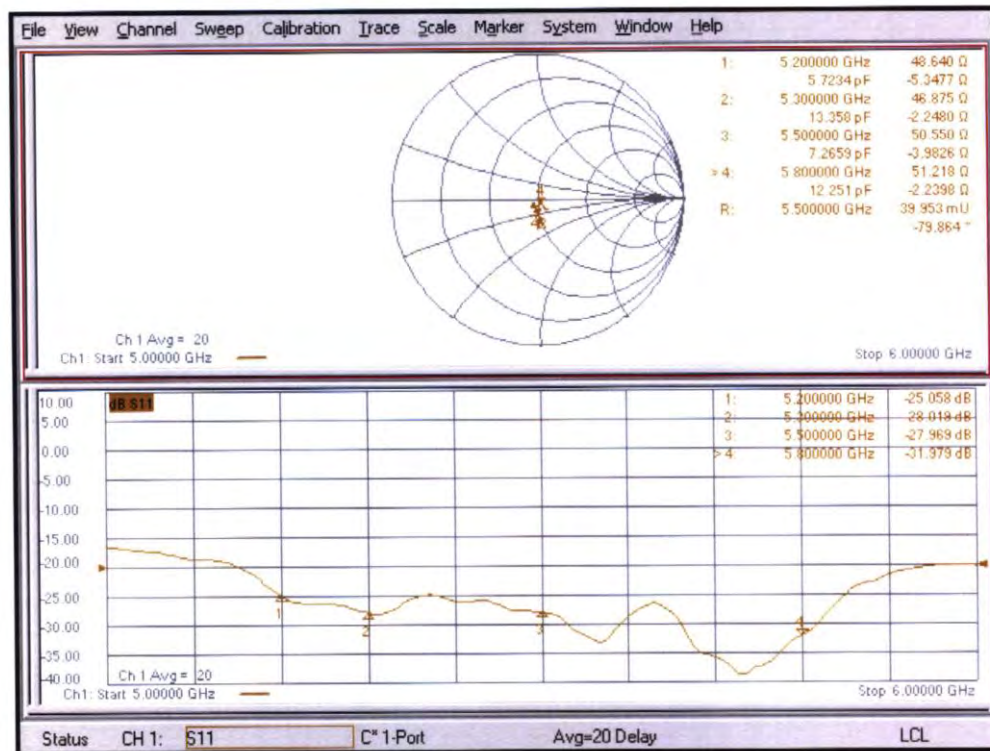 File View Channel Sweep Calibration Trace Scale Marker System Window Help
1: 5.200000 GHz 48.640 Ω
5.7234 pF -5.3477 Ω
2: 5.300000 GHz 46.875 Ω
13.358 pF -2.2480 Ω
3: 5.500000 GHz 50.550 Ω
7.2659 pF -3.9826 Ω
> 4: 5.800000 GHz 51.218 Ω
12.251 pF -2.2398 Ω
R: 5.500000 GHz 39.953 mU
-79.864 °
Ch 1 Avg = 20
Ch1: Start 5.00000 GHz Stop 6.00000 GHz
dB S11
1: 5.200000 GHz -25.058 dB
2: 5.300000 GHz -28.019 dB
3: 5.500000 GHz -27.969 dB
> 4: 5.800000 GHz -31.979 dB
10.00
5.00
0.00
-5.00
-10.00
-15.00
-20.00
-25.00
-30.00
-35.00
-40.00
1
2
3
4
Ch 1 Avg = 20
Ch1: Start 5.00000 GHz Stop 6.00000 GHz
Status CH 1: S11 C* 1-Port Avg=20 Delay LCL